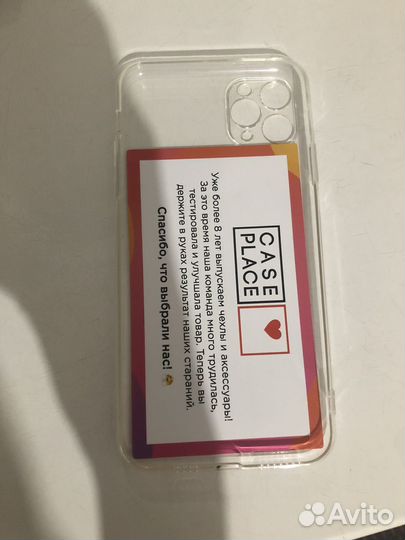 CASE
PLACE
Уже более 8 лет выпускаем чехлы и аксессуары!
За это время наша команда много трудилась,
тестировала и улучшала товар. Теперь вы
держите в руках результат наших стараний.
Спасибо, что выбрали нас!
Avito